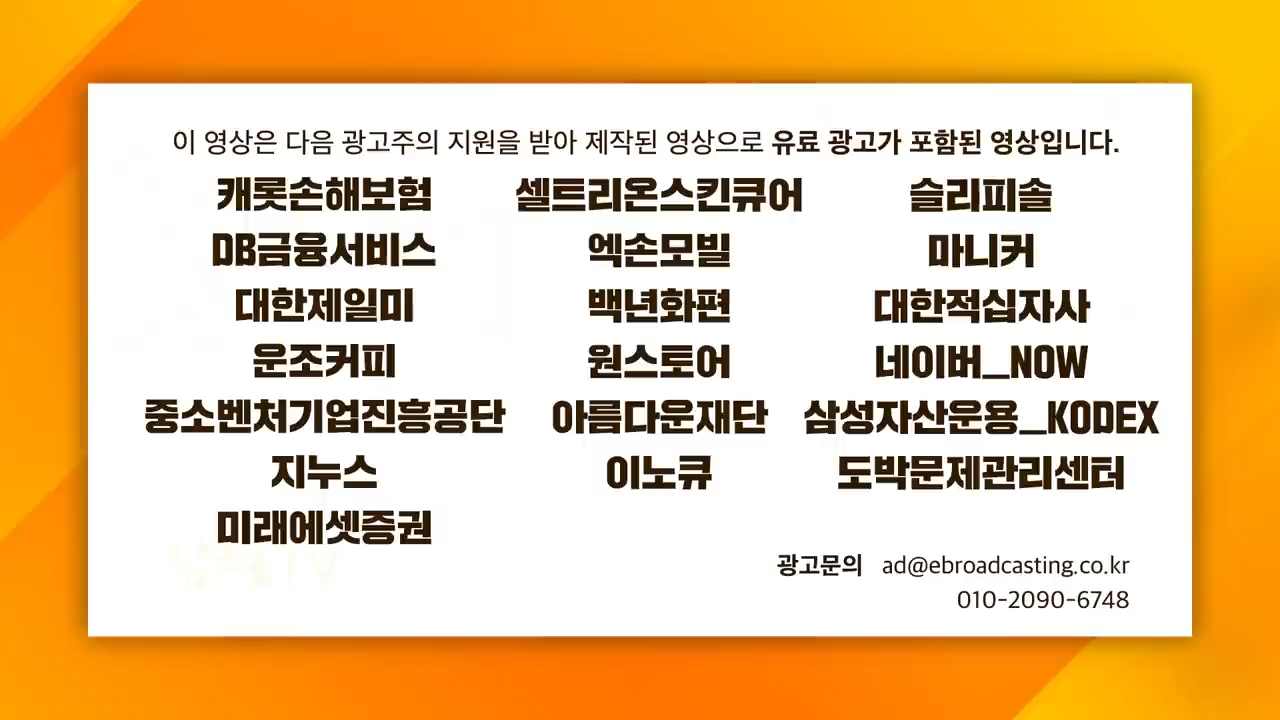 이 영상은 다음 광고주의 지원을 받아 제작된 영상으로 유료 광고가 포함된 영상입니다.
캐롯손해보험 셀트리온스킨큐어 슬리피솔
DB금융서비스 엑손모빌 마니커
대한제일미 백년화편 대한적십자사
운조커피 원스토어 네이버_NOW
중소벤처기업진흥공단 아름다운재단 삼성자산운용_KODEX
지누스 이노큐 도박문제관리센터
미래에셋증권
광고문의 ad@ebroadcasting.co.kr
010-2090-6748